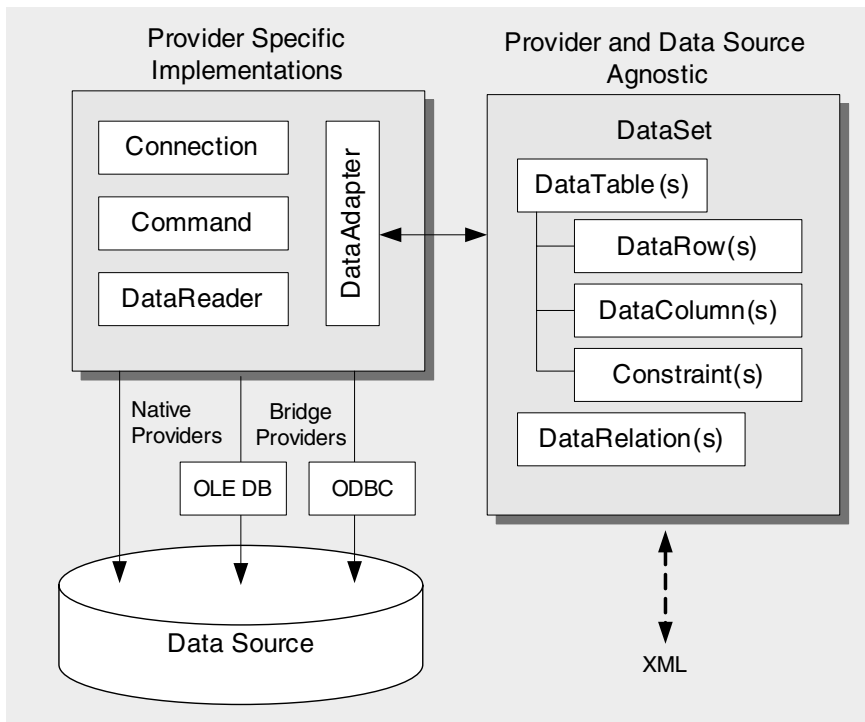 Provider Specific
Implementations
Connection
Command
DataReader
DataAdapter
Native
Providers
Bridge
Providers
OLE DB
ODBC
Data Source
Provider and Data Source
Agnostic
DataSet
DataTable(s)
DataRow(s)
DataColumn(s)
Constraint(s)
DataRelation(s)
XML